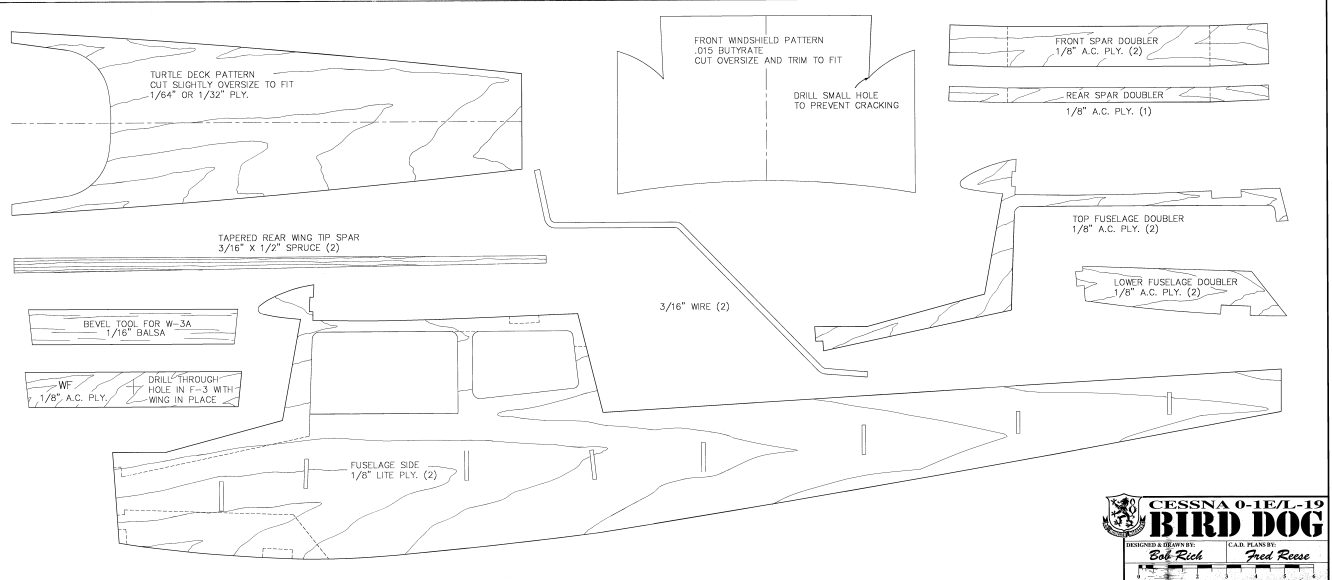 TURTLE DECK PATTERN
CUT SLIGHTLY OVERSIZE TO FIT
1/64" OR 1/32" PLY.
FRONT WINDSHIELD PATTERN
.015 BUTYRATE
CUT OVERSIZE AND TRIM TO FIT
DRILL SMALL HOLE
TO PREVENT CRACKING
FRONT SPAR DOUBLER
1/8" A.C. PLY. (2)
REAR SPAR DOUBLER
1/8" A.C. PLY. (1)
TAPERED REAR WING TIP SPAR
3/16" X 1/2" SPRUCE (2)
TOP FUSELAGE DOUBLER
1/8" A.C. PLY. (2)
LOWER FUSELAGE DOUBLER
1/8" A.C. PLY. (2)
3/16" WIRE (2)
BEVEL TOOL FOR W-3A
1/16" BALSA
WF
1/8" A.C. PLY.
DRILL THROUGH
HOLE IN F-3 WITH
WING IN PLACE
FUSELAGE SIDE
1/8" LITE PLY. (2)
CESSNA 0-1E/L-19
BIRD DOG
DESIGNED & DRAWN BY:
Bob Rich
C.A.D. PLANS BY:
Fred Reese
0 1 2 3 4 5 6